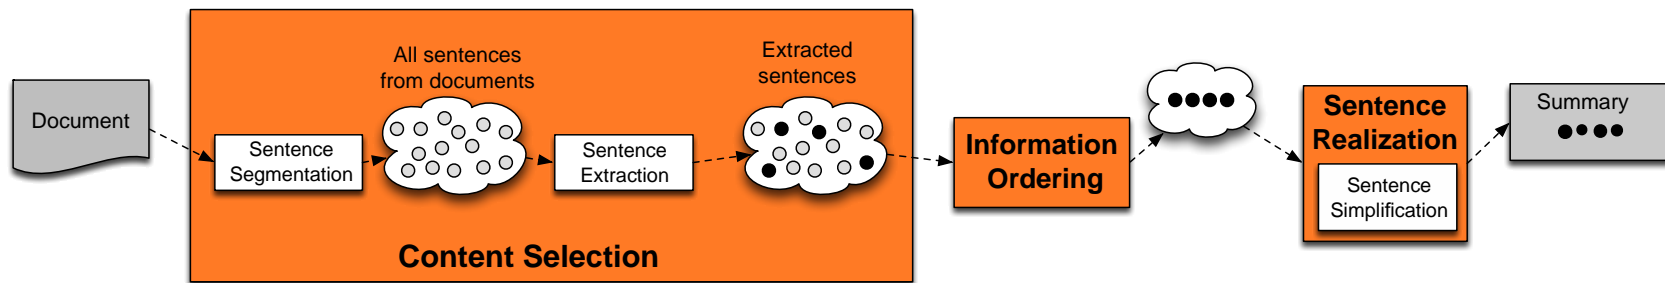 Document
Sentence
Segmentation
All sentences
from documents
Sentence
Extraction
Extracted
sentences
Content Selection
Information
Ordering
Sentence
Realization
Sentence
Simplification
Summary